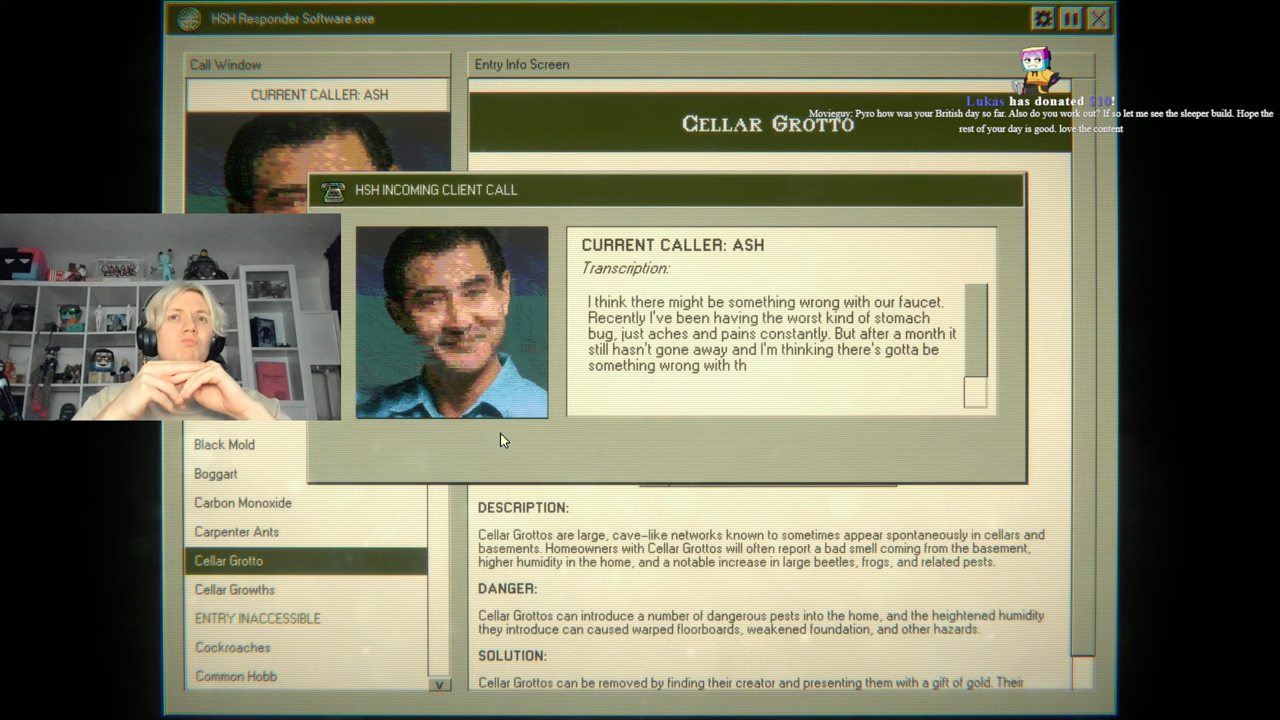 HSH Responder Software.exe
Call Window
Entry Info Screen
CURRENT CALLER: ASH
Cellar Grotto
Lukas has donated $10!
Movieguy: Pyro how was your British day so far. Also do you work out? If so let me see the sleeper build. Hope the
rest of your day is good. love the content
HSH INCOMING CLIENT CALL
CURRENT CALLER: ASH
Transcription:
I think there might be something wrong with our faucet.
Recently I've been having the worst kind of stomach
bug, just aches and pains constantly. But after a month it
still hasn't gone away and I'm thinking there's gotta be
something wrong with th
Black Mold
Boggart
Carbon Monoxide
Carpenter Ants
Cellar Grotto
Cellar Growths
ENTRY INACCESSIBLE
Cockroaches
Common Hobb
V
DESCRIPTION:
Cellar Grottos are large, cave-like networks known to sometimes appear spontaneously in cellars and
basements. Homeowners with Cellar Grottos will often report a bad smell coming from the basement,
higher humidity in the home, and a notable increase in large beetles, frogs, and related pests.
DANGER:
Cellar Grottos can introduce a number of dangerous pests into the home, and the heightened humidity
they introduce can caused warped floorboards, weakened foundation, and other hazards.
SOLUTION:
Cellar Grottos can be removed by finding their creator and presenting them with a gift of gold. Their